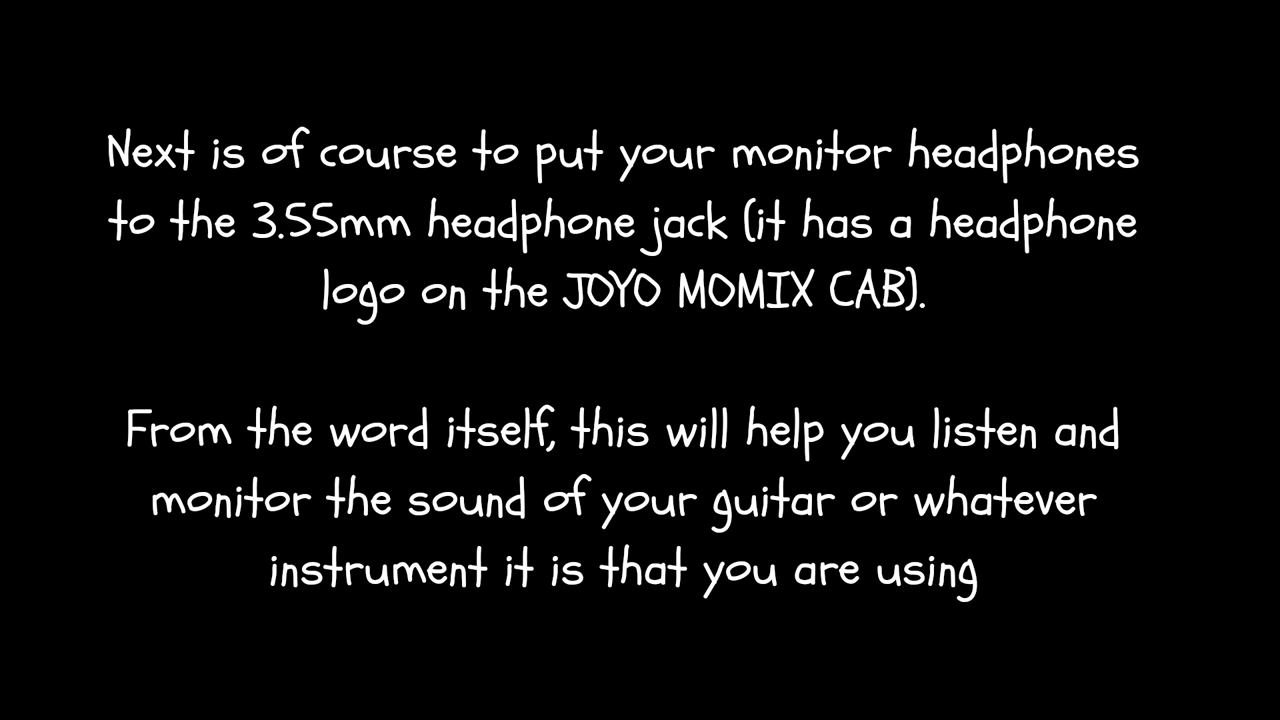 Next is of course to put your monitor headphones
to the 3.55mm headphone jack (it has a headphone
logo on the JOYO MOMIX CAB).
From the word itself, this will help you listen and
monitor the sound of your guitar or whatever
instrument it is that you are using